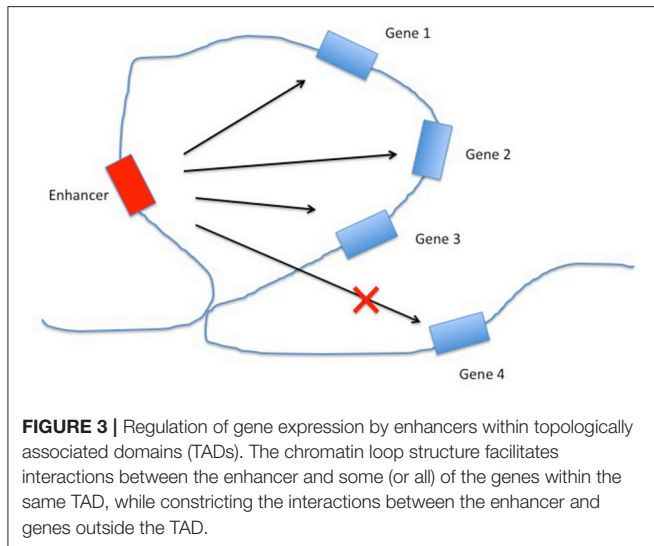 Gene 1
Gene 2
Enhancer
Gene 3
Gene 4
FIGURE 3 | Regulation of gene expression by enhancers within topologically
associated domains (TADs). The chromatin loop structure facilitates
interactions between the enhancer and some (or all) of the genes within the
same TAD, while constricting the interactions between the enhancer and
genes outside the TAD.